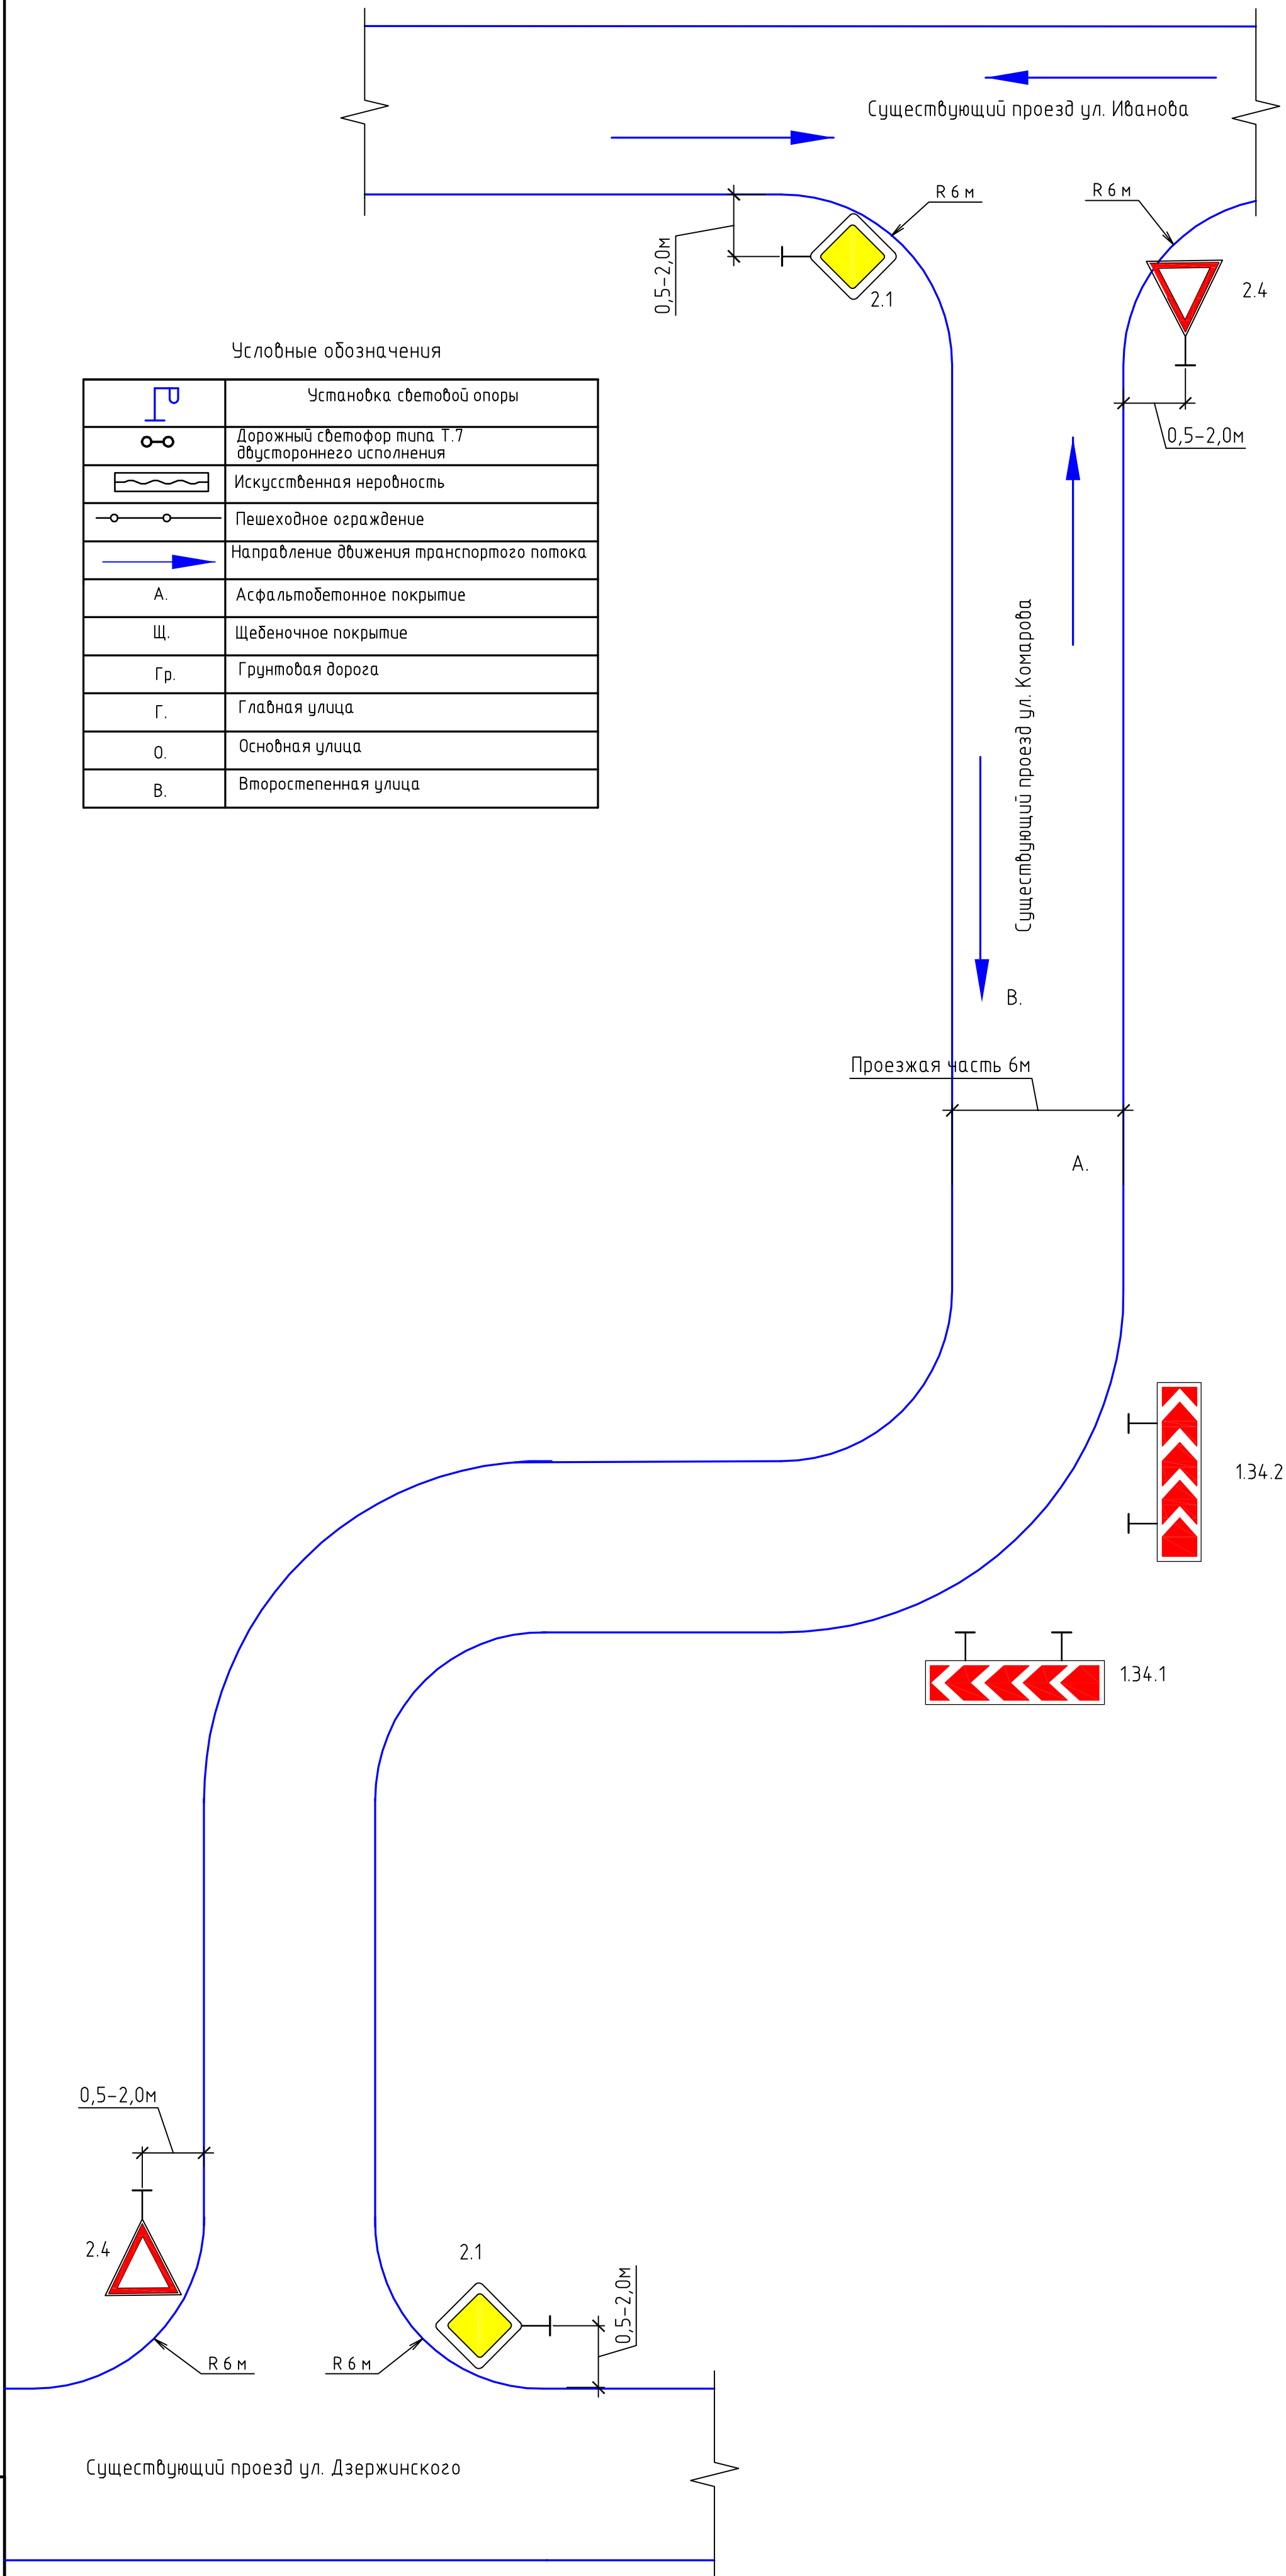 Существующий проезд ул. Иванова
R 6 м
R 6 м
0,5-2,0м
2.1
2.4
0,5-2,0м
Условные обозначения
Установка световой опоры
Дорожный светофор типа Т.7
двустороннего исполнения
Искусственная неровность
Пешеходное ограждение
Направление движения транспортого потока
А.
Асфальтобетонное покрытие
Щ.
Щебеночное покрытие
Гр.
Грунтовая дорога
Г.
Главная улица
О.
Основная улица
В.
Второстепенная улица
Существующий проезд ул. Комарова
В.
Проезжая часть 6м
А.
1.34.2
1.34.1
0,5-2,0м
2.4
2.1
0,5-2,0м
R 6 м
R 6 м
Существующий проезд ул. Дзержинского